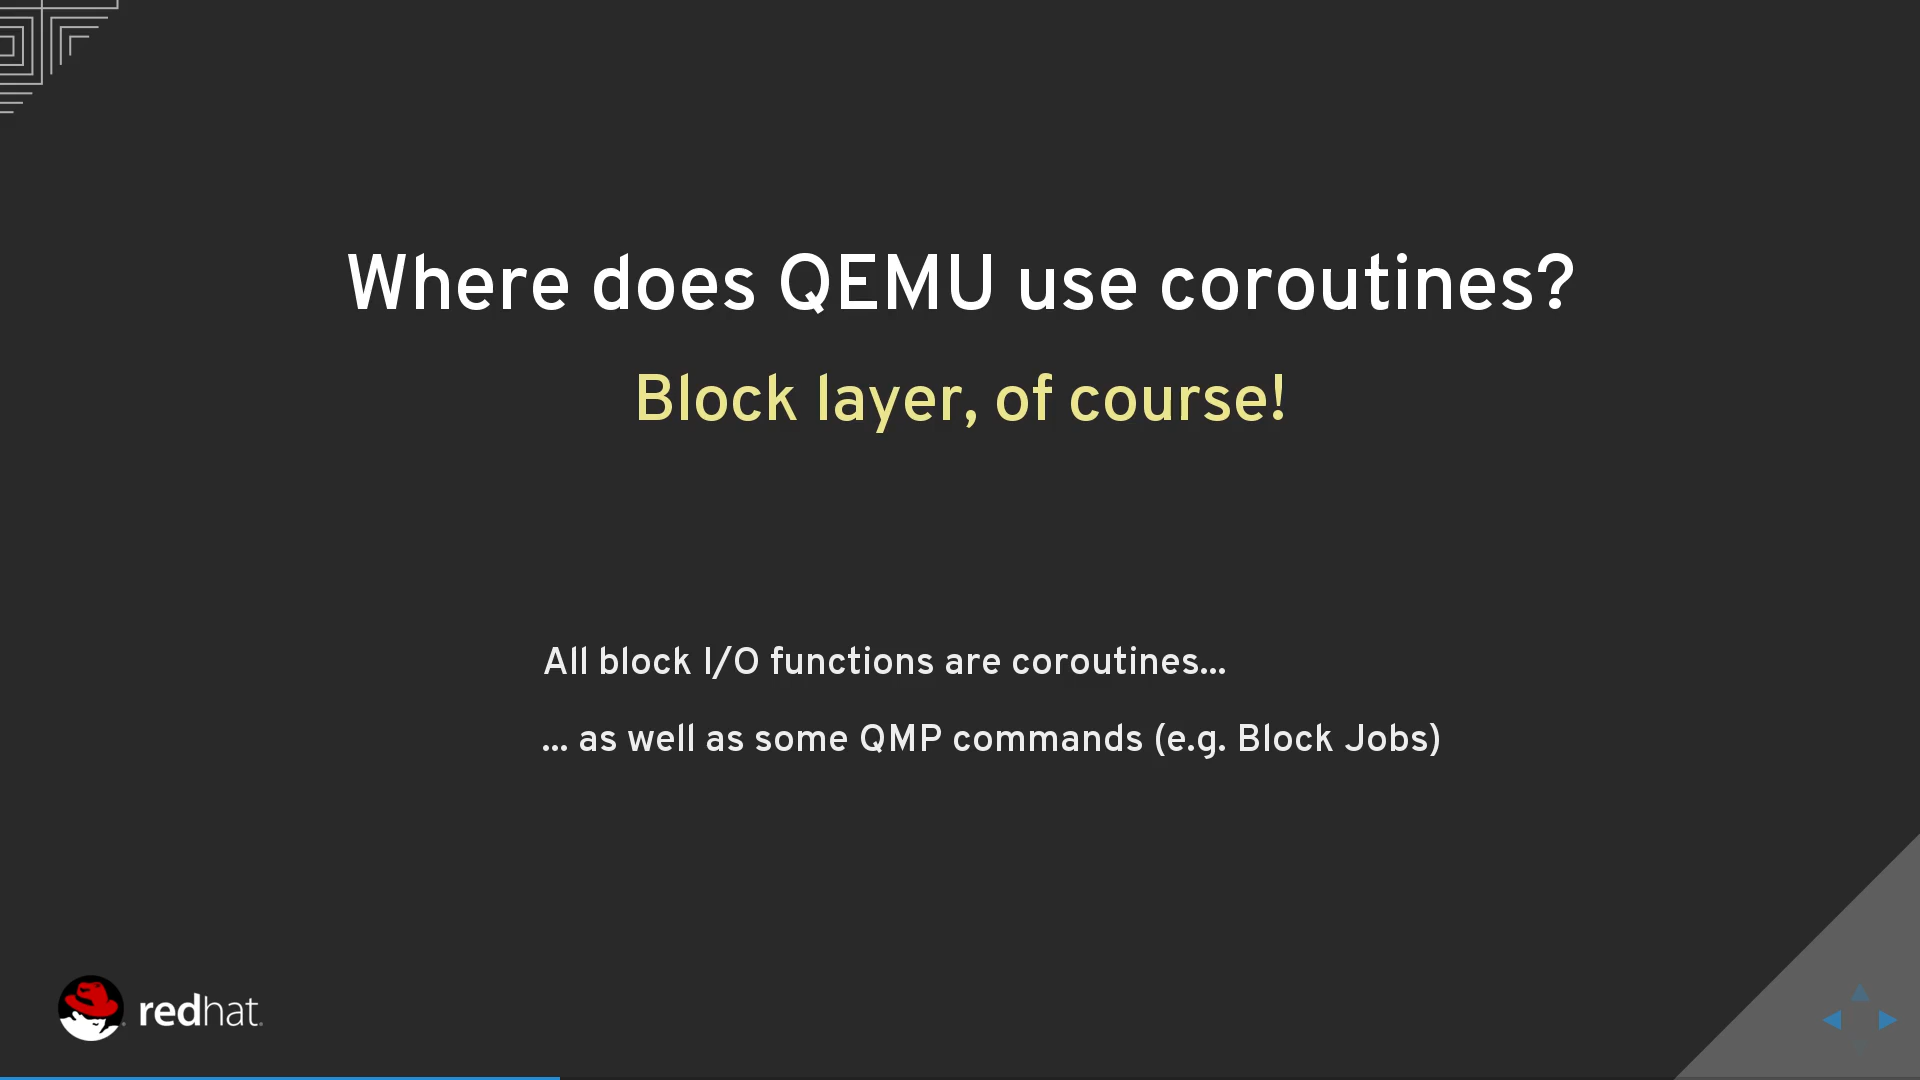 Where does QEMU use coroutines?
Block layer, of course!
All block I/O functions are coroutines...
... as well as some QMP commands (e.g. Block Jobs)
redhat.